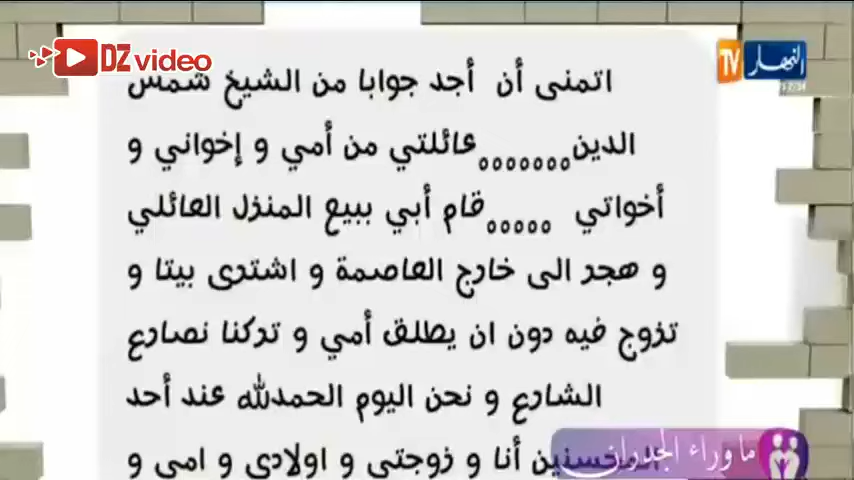 DZvideo
النهار TV
اتمنى أن أجد جوابا من الشيخ شمس
الدين،،،،،،،عائلتي من أمي و إخواني و
أخواتي ،،،،،قام أبي ببيع المنزل العائلي
و هجر الى خارج العاصمة و اشترى بيتا و
تزوج فيه دون ان يطلق أمي و تركنا نصارع
الشارع و نحن اليوم الحمدلله عند أحد
المحسنين أنا و زوجتي و اولادي و امي و
ما وراء الجدران